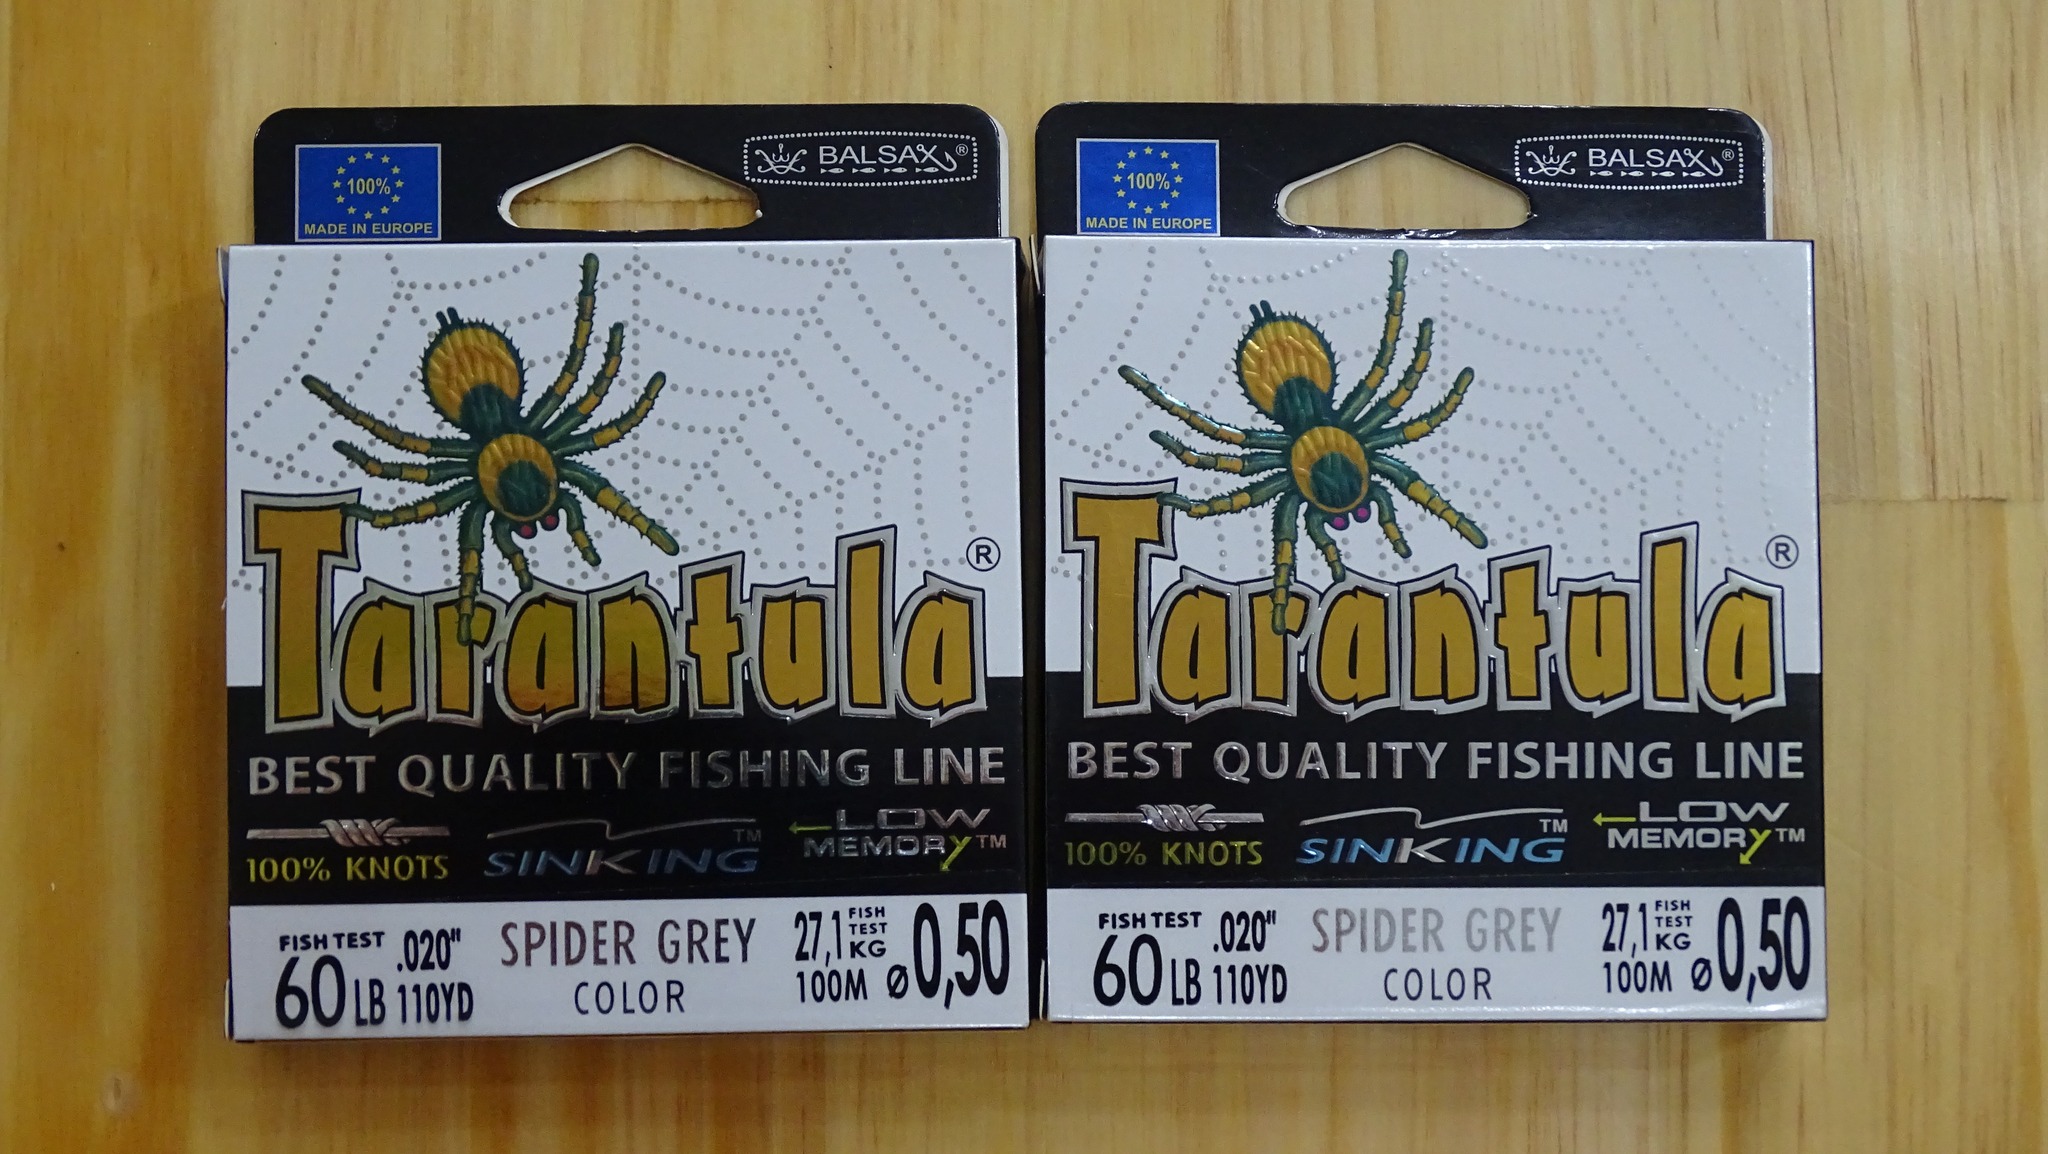 100%
MADE IN EUROPE
BALSAX®
Tarantula®
BEST QUALITY FISHING LINE
100% KNOTS
SINKING™
LOW MEMORY™
FISH TEST
60 LB
.020"
110YD
SPIDER GREY
COLOR
27,1 KG
FISH TEST
100M
Ø 0,50
100%
MADE IN EUROPE
BALSAX®
Tarantula®
BEST QUALITY FISHING LINE
100% KNOTS
SINKING™
LOW MEMORY™
FISH TEST
60 LB
.020"
110YD
SPIDER GREY
COLOR
27,1 KG
FISH TEST
100M
Ø 0,50